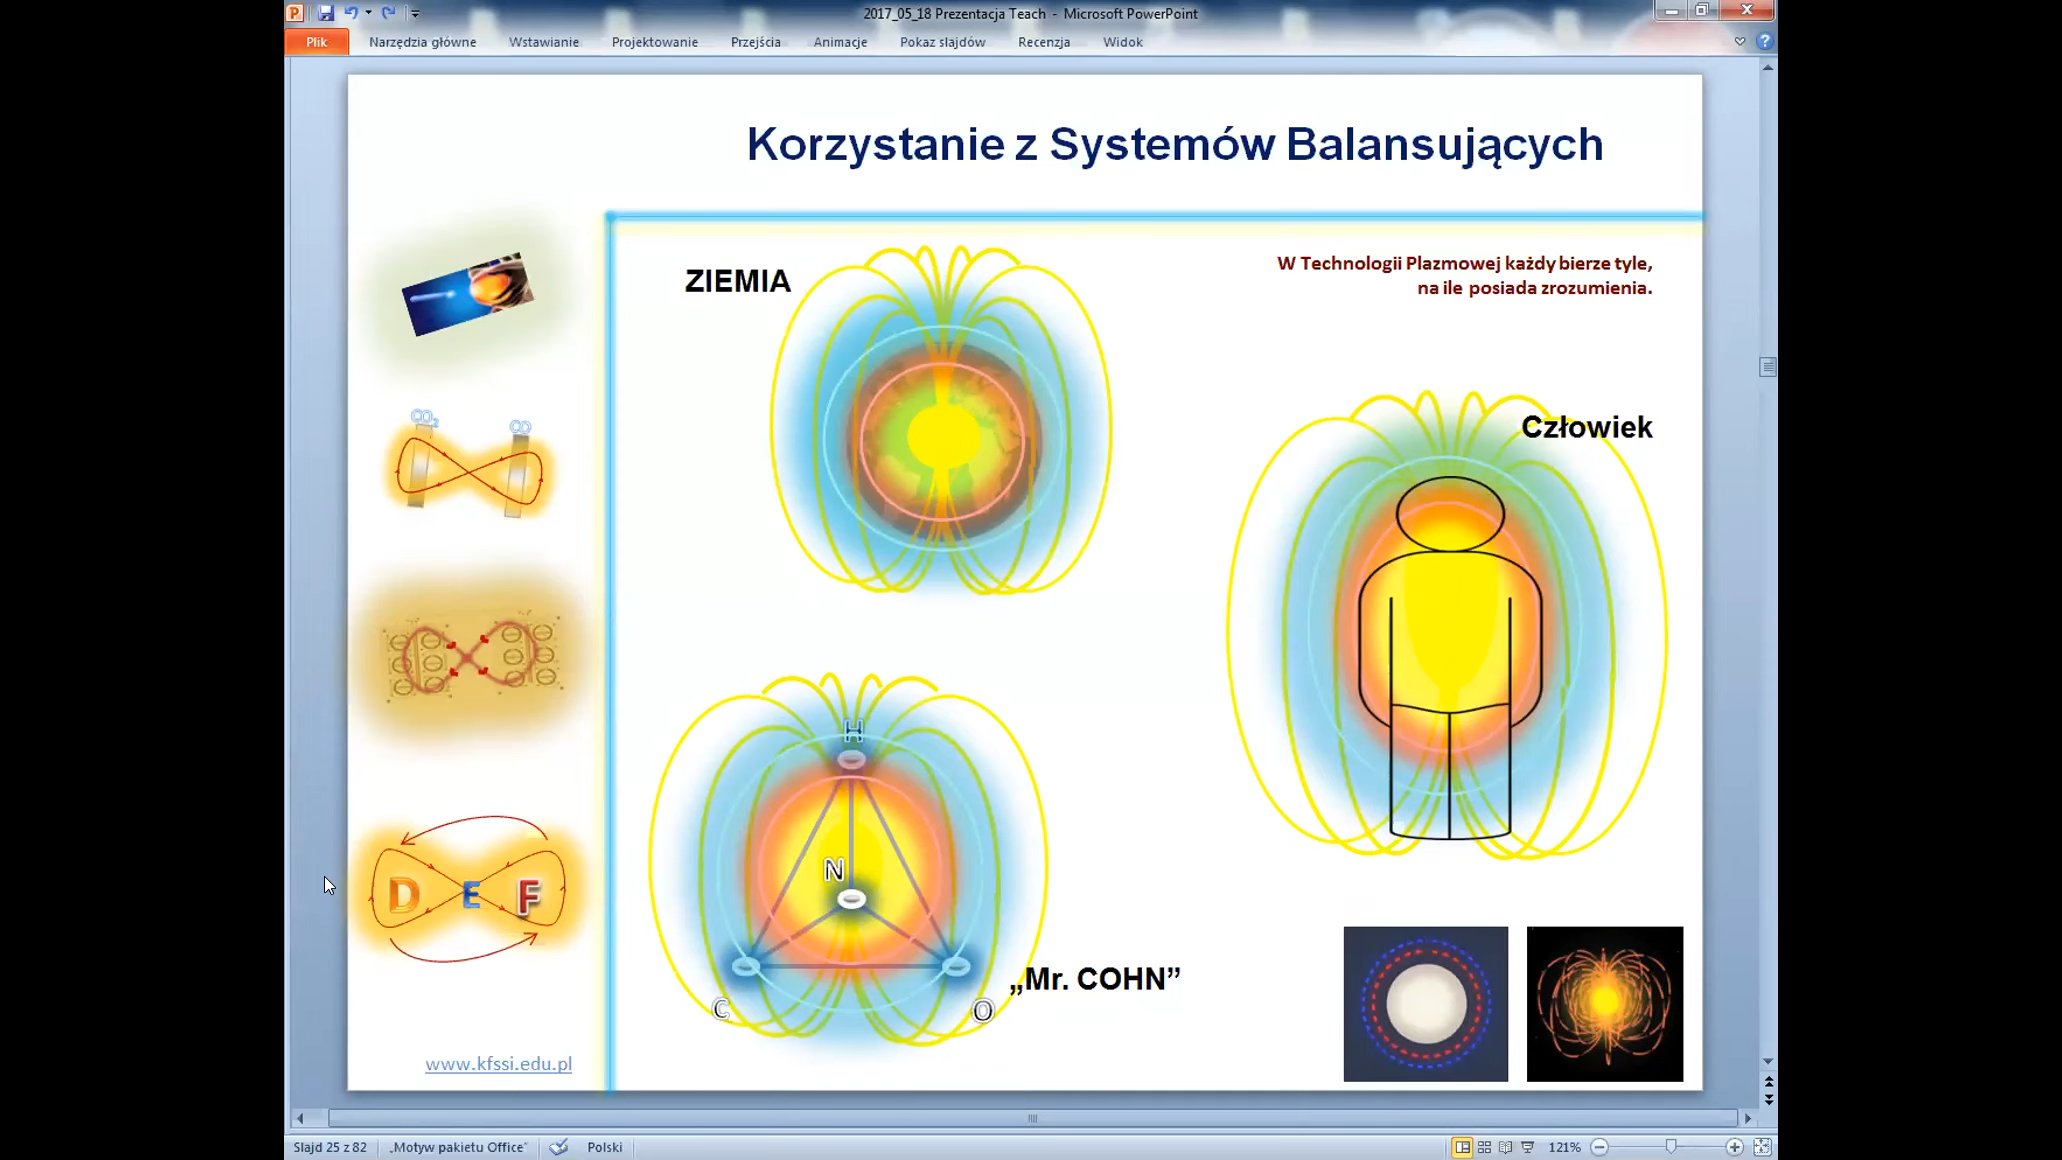 2017_05_18 Prezentacja Teach - Microsoft PowerPoint
Plik Narzędzia główne Wstawianie Projektowanie Przejścia Animacje Pokaz slajdów Recenzja Widok
Korzystanie z Systemów Balansujących
ZIEMIA
W Technologii Plazmowej każdy bierze tyle,
na ile posiada zrozumienia.
CO₂
CO
Człowiek
H
N
D E F
„Mr. COHN”
C
O
www.kfssi.edu.pl
Slajd 25 z 82 „Motyw pakietu Office” Polski 121%